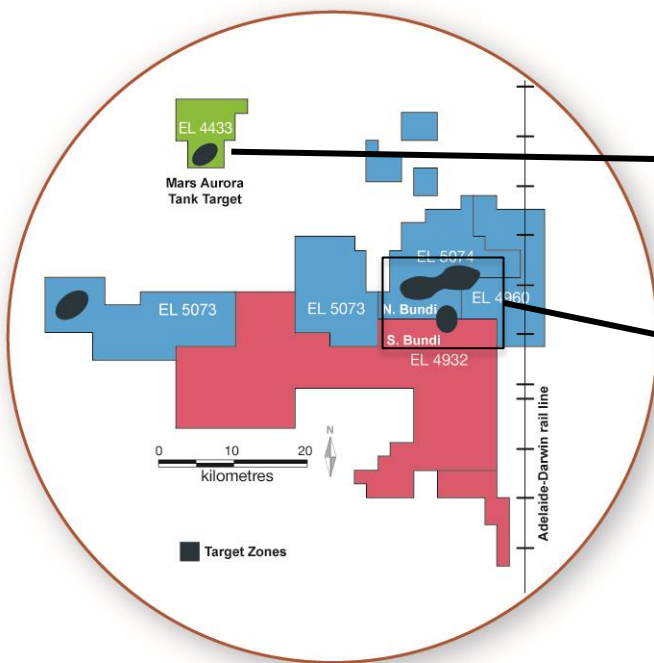 EL 4433
Mars Aurora
Tank Target
EL 5074
EL 5073
EL 5073
EL 4960
N. Bundi
S. Bundi
EL 4932
N
0 10 20
kilometres
Adelaide-Darwin rail line
Target Zones